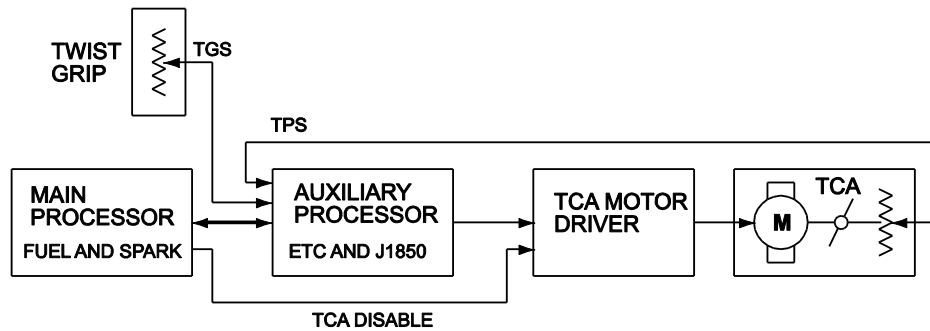 TWIST
GRIP
TGS
TPS
MAIN
PROCESSOR
FUEL AND SPARK
AUXILIARY
PROCESSOR
ETC AND J1850
TCA MOTOR
DRIVER
TCA
M
TCA DISABLE